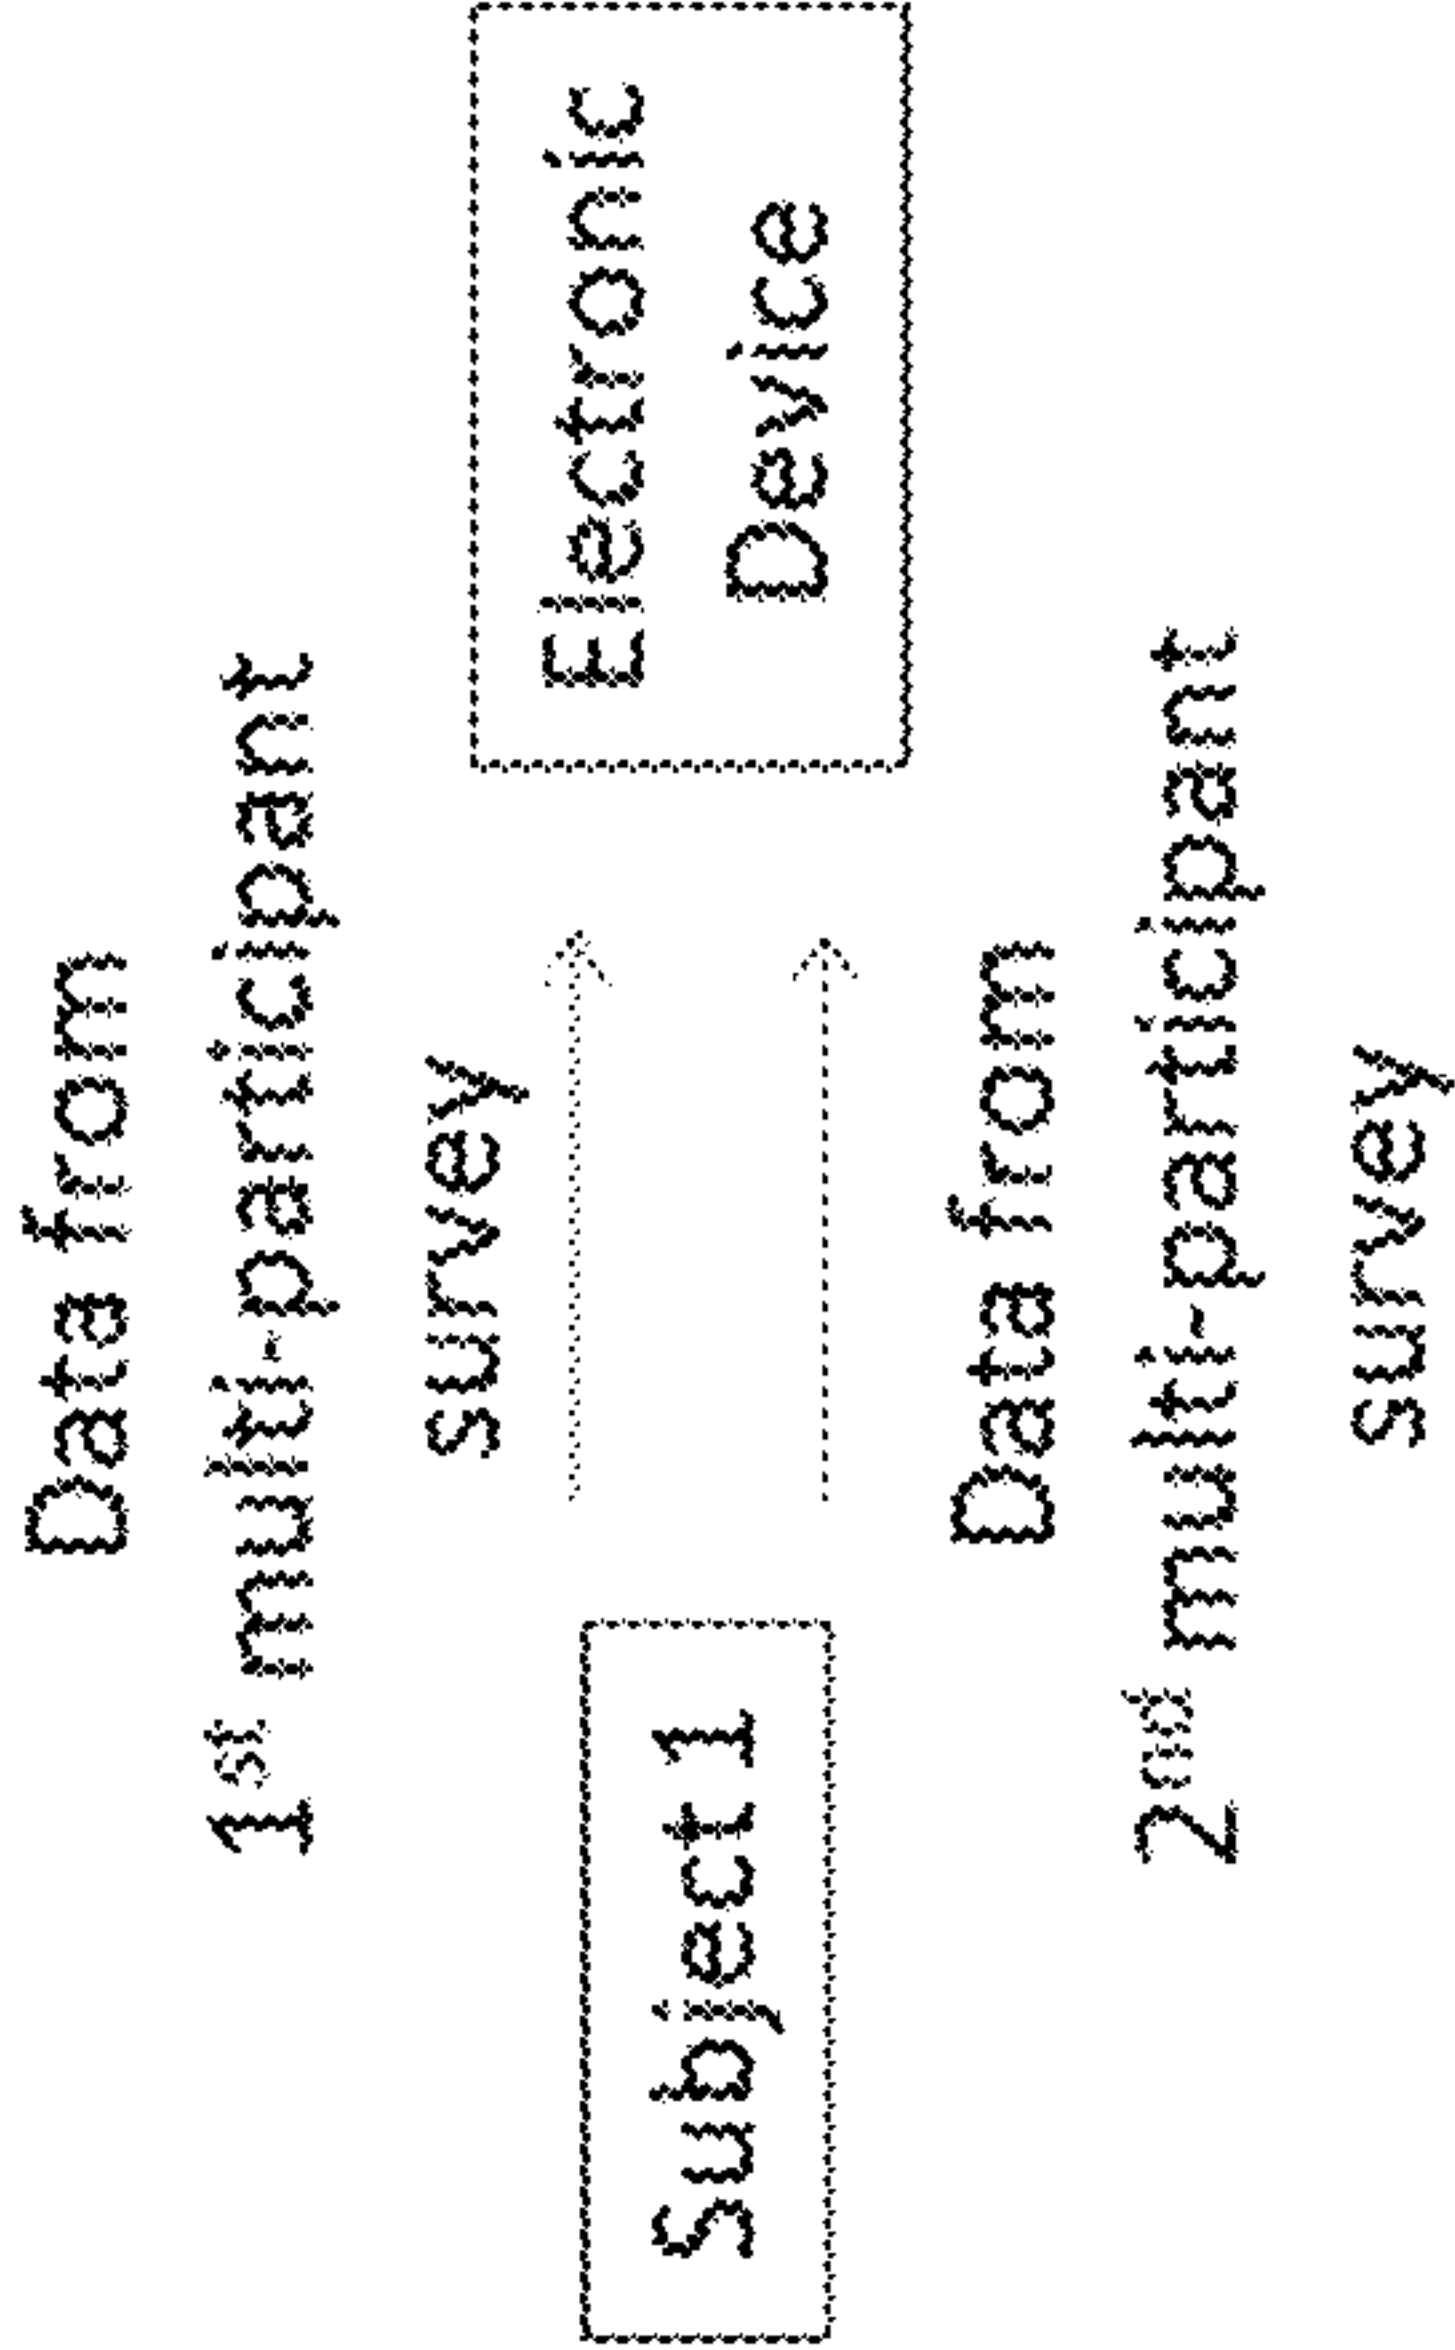 Data from
1st multi-participant
survey
Subject 1
Electronic
Device
Data from
2nd multi-participant
survey